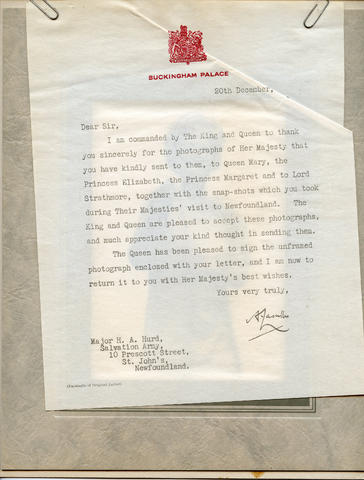 BUCKINGHAM PALACE
20th December,
Dear Sir,
I am commanded by The King and Queen to thank
you sincerely for the photographs of Her Majesty that
you have kindly sent to them, to Queen Mary, the
Princess Elizabeth, the Princess Margaret and to Lord
Strathmore, together with the snap-shots which you took
during Their Majesties' visit to Newfoundland. The
King and Queen are pleased to accept these photographs,
and much appreciate your kind thought in sending them.
The Queen has been pleased to sign the unframed
photograph enclosed with your letter, and I am now to
return it to you with Her Majesty's best wishes.
Yours very truly,
Major H. A. Hurd,
Salvation Army,
10 Prescott Street,
St. John's,
Newfoundland.
(Facsimile of Original Letter)